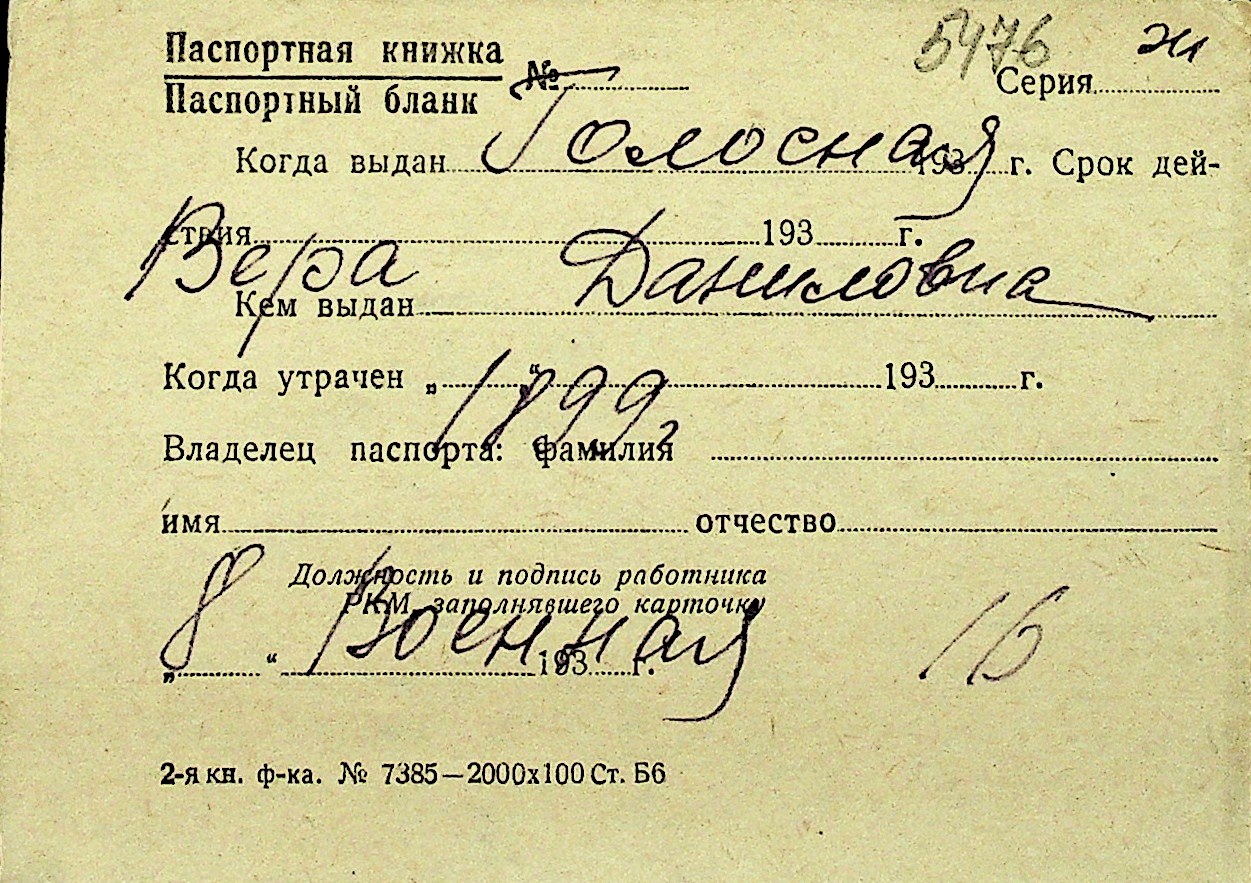 5476 ж
Паспортная книжка
№ Серия
Паспортный бланк
Голосная
Когда выдан 193 г. Срок дей-
ствия 193 г.
Вера Даниловна
Кем выдан
Когда утрачен „ “ 193 г.
1899 г
Владелец паспорта: фамилия
имя отчество
Должность и подпись работника
РКМ, заполнявшего карточку
8 Военная 16
„ “ 193 г.
2-я кн. ф-ка. № 7385—2000х100 Ст. Б6